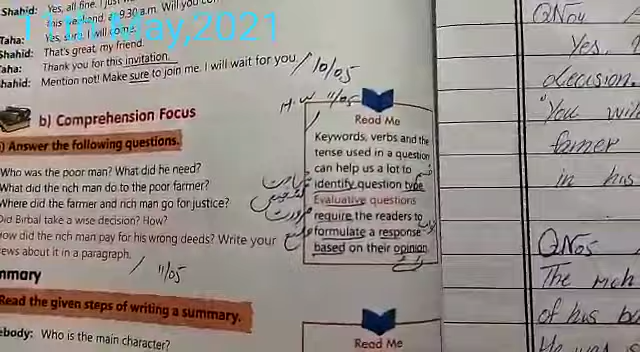 Shahid: Yes, all fine. I just
this weekend, at 9:30 a.m. Will you co
11th May,2021
Taha: Yes, sure! I will come.
Shahid: That's great, my friend.
Taha: Thank you for this invitation.
Shahid: Mention not! Make sure to join me. I will wait for you.
/ 10/05
H.W 11/05
b) Comprehension Focus
) Answer the following questions.
Who was the poor man? What did he need?
What did the rich man do to the poor farmer?
Where did the farmer and rich man go for justice?
Did Birbal take a wise decision? How?
How did the rich man pay for his wrong deeds? Write your
ews about it in a paragraph.
/ 11/05
mmary
Read the given steps of writing a summary.
ebody: Who is the main character?
Read Me
Keywords, verbs and the
tense used in a question
can help us a lot to
identify question type
Evaluative questions
require the readers to
formulate a response
based on their opinion
Read Me
QNo4
Yes,
decision.
"You
farmer
in his
QNo5
The
of his
He was